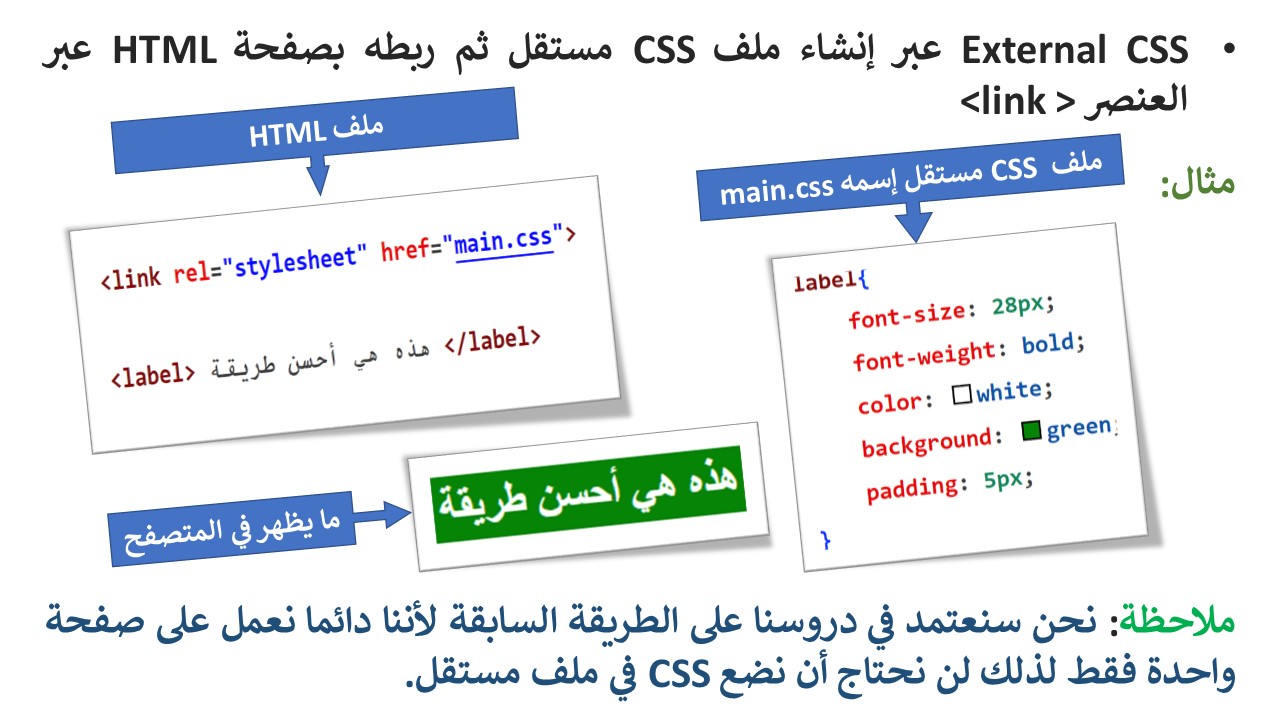 • External CSS عبر إنشاء ملف CSS مستقل ثم ربطه بصفحة HTML عبر
العنصر < link>
مثال:
ملف CSS مستقل إسمه main.css
label{
font-size: 28px;
font-weight: bold;
color: white;
background: green;
padding: 5px;
}
ملف HTML
<link rel="stylesheet" href="main.css">
<label> هذه هي أحسن طريقة </label>
ما يظهر في المتصفح
هذه هي أحسن طريقة
ملاحظة: نحن سنعتمد في دروسنا على الطريقة السابقة لأننا دائما نعمل على صفحة
واحدة فقط لذلك لن نحتاج أن نضع CSS في ملف مستقل.